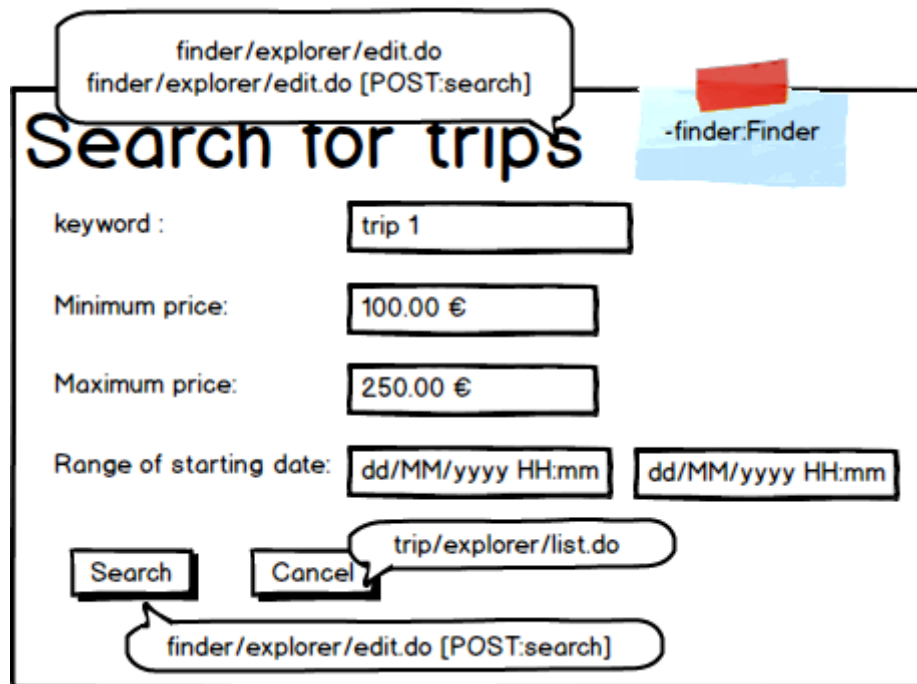 finder/explorer/edit.do
finder/explorer/edit.do [POST:search]
Search for trips
-finder:Finder
keyword :
trip 1
Minimum price:
100.00 €
Maximum price:
250.00 €
Range of starting date:
dd/MM/yyyy HH:mm
dd/MM/yyyy HH:mm
trip/explorer/list.do
Search
Cancel
finder/explorer/edit.do [POST:search]